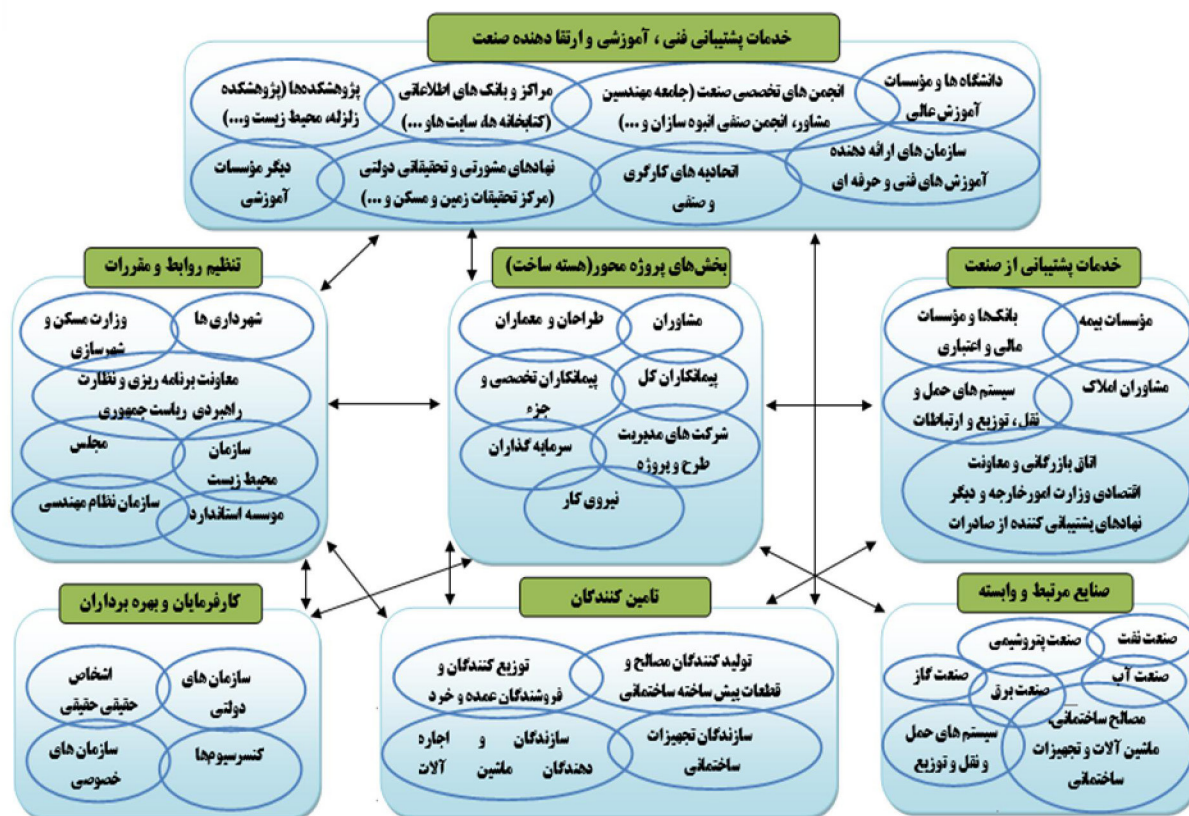 خدمات پشتیبانی فنی ، آموزشی و ارتقا دهنده صنعت
دانشگاه ها و مؤسسات
آموزش عالی
انجمن های تخصصی صنعت (جامعه مهندسین
مشاور، انجمن صنفی انبوه سازان و ...)
مراکز و بانک های اطلاعاتی
(کتابخانه ها، سایت هاو ...)
پژوهشکده‌ها (پژوهشکده
زلزله، محیط زیست و...)
سازمان های ارائه دهنده
آموزش های فنی و حرفه ای
اتحادیه های کارگری
و صنفی
نهادهای مشورتی و تحقیقاتی دولتی
(مرکز تحقیقات زمین و مسکن و ...)
دیگر مؤسسات
آموزشی
خدمات پشتیبانی از صنعت
مؤسسات بیمه
بانک‌ها و مؤسسات
مالی و اعتباری
مشاوران املاک
سیستم های حمل و
نقل ، توزیع و ارتباطات
اتاق بازرگانی و معاونت
اقتصادی وزارت امورخارجه و دیگر
نهادهای پشتیبانی کننده از صادرات
بخش‌های پروژه محور(هسته ساخت)
مشاوران
طراحان و معماران
پیمانکاران کل
پیمانکاران تخصصی و
جزء
شرکت های مدیریت
طرح و پروژه
سرمایه گذاران
نیروی کار
تنظیم روابط و مقررات
شهرداری ها
وزارت مسکن و
شهرسازی
معاونت برنامه ریزی و نظارت
راهبردی ریاست جمهوری
سازمان
محیط زیست
مجلس
موسسه استاندارد
سازمان نظام مهندسی
صنایع مرتبط و وابسته
صنعت نفت
صنعت پتروشیمی
صنعت آب
صنعت برق
صنعت گاز
مصالح ساختمانی،
ماشین آلات و تجهیزات
ساختمانی
سیستم های حمل
و نقل و توزیع
تامین کنندکان
تولید کنندگان مصالح و
قطعات پیش ساخته ساختمانی
توزیع کنندگان و
فروشندگان عمده و خرد
سازندگان تجهیزات
ساختمانی
سازندگان و اجاره
دهندگان ماشین آلات
کارفرمایان و بهره برداران
سازمان های
دولتی
اشخاص
حقیقی حقیقی
کنسرسیوم‌ها
سازمان های
خصوصی